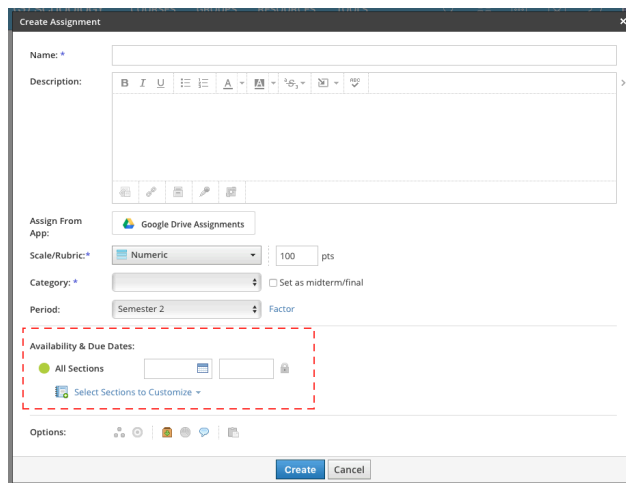 Create Assignment
Name: *
Description:
B I U A A ABC
Assign From
App:
Google Drive Assignments
Scale/Rubric:*
Numeric
100
pts
Category: *
Set as midterm/final
Period:
Semester 2
Factor
Availability & Due Dates:
All Sections
Select Sections to Customize
Options:
Create
Cancel